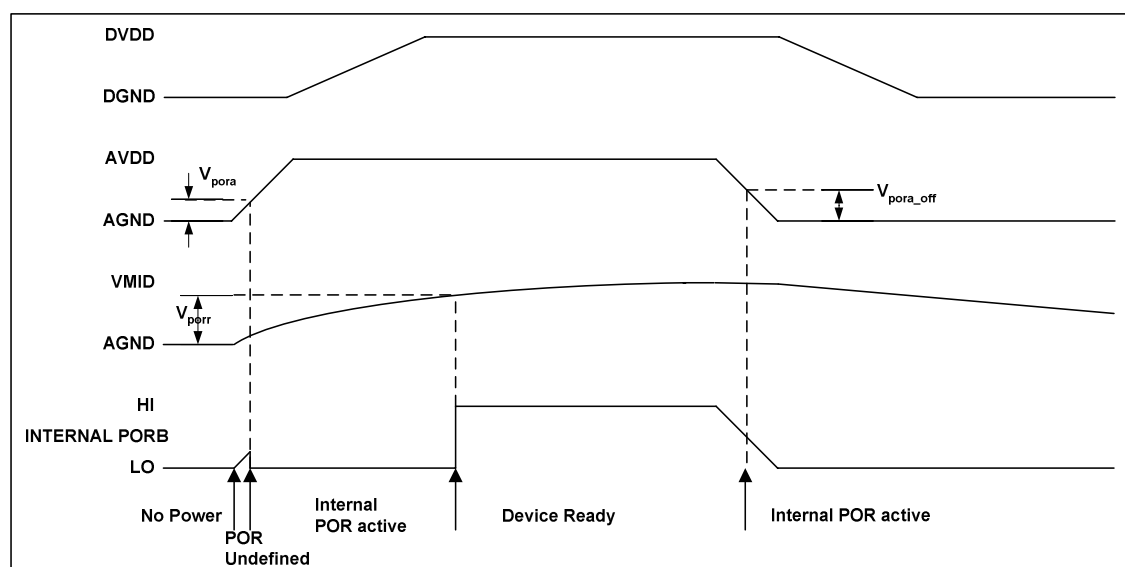 DVDD
DGND
AVDD
Vpora
Vpora_off
AGND
VMID
Vporr
AGND
HI
INTERNAL PORB
LO
No Power
POR
Undefined
Internal
POR active
Device Ready
Internal POR active